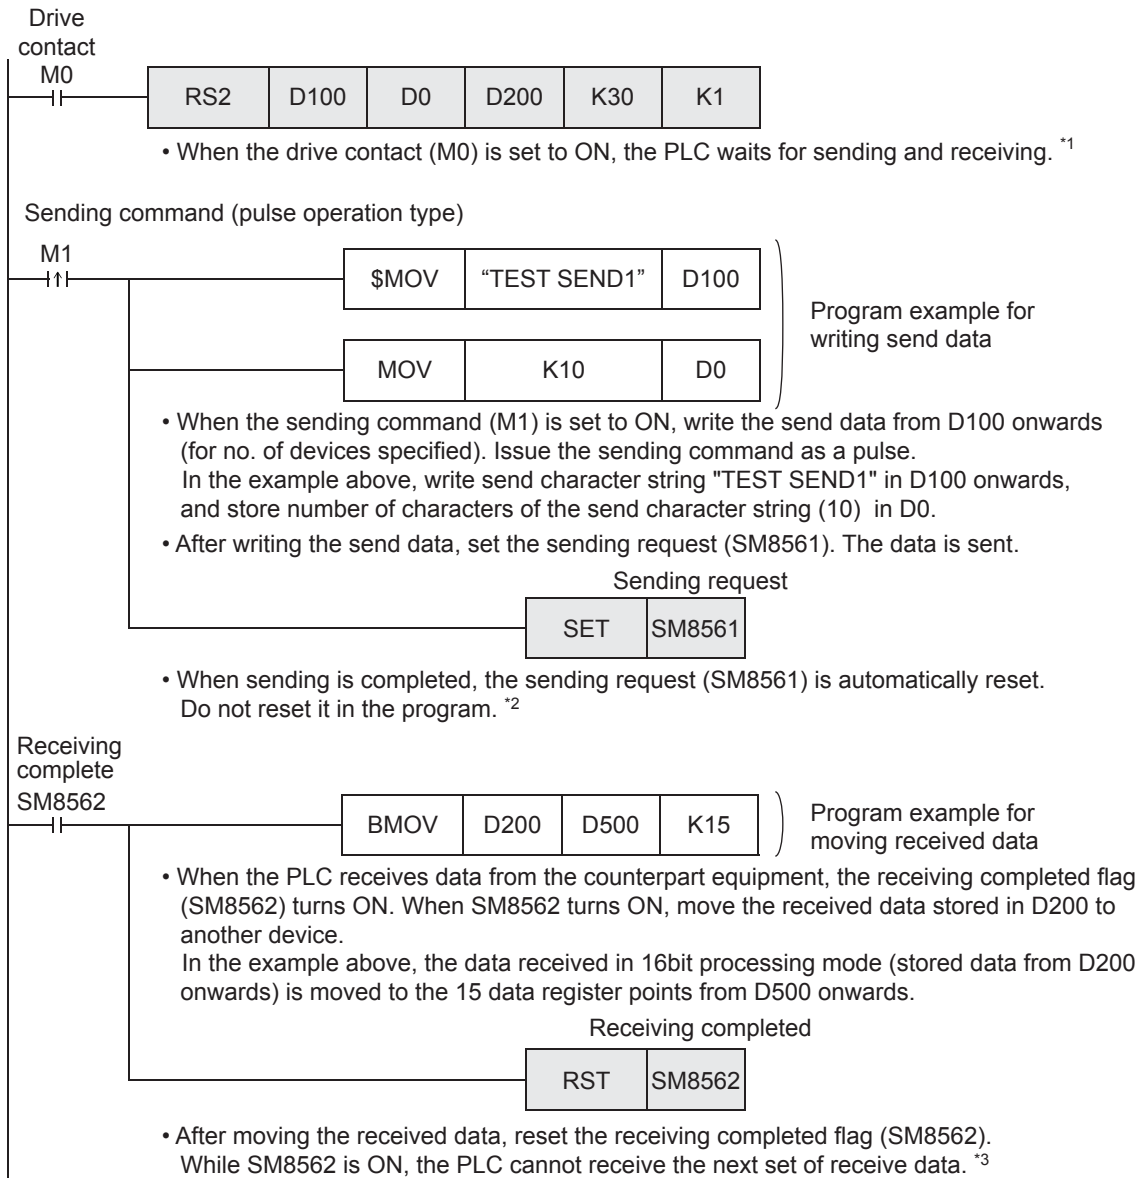 Drive
contact
M0
RS2 D100 D0 D200 K30 K1
• When the drive contact (M0) is set to ON, the PLC waits for sending and receiving. *1
Sending command (pulse operation type)
M1
$MOV “TEST SEND1” D100
Program example for
writing send data
MOV K10 D0
• When the sending command (M1) is set to ON, write the send data from D100 onwards
(for no. of devices specified). Issue the sending command as a pulse.
In the example above, write send character string "TEST SEND1" in D100 onwards,
and store number of characters of the send character string (10) in D0.
• After writing the send data, set the sending request (SM8561). The data is sent.
Sending request
SET SM8561
• When sending is completed, the sending request (SM8561) is automatically reset.
Do not reset it in the program. *2
Receiving
complete
SM8562
BMOV D200 D500 K15
Program example for
moving received data
• When the PLC receives data from the counterpart equipment, the receiving completed flag
(SM8562) turns ON. When SM8562 turns ON, move the received data stored in D200 to
another device.
In the example above, the data received in 16bit processing mode (stored data from D200
onwards) is moved to the 15 data register points from D500 onwards.
Receiving completed
RST SM8562
• After moving the received data, reset the receiving completed flag (SM8562).
While SM8562 is ON, the PLC cannot receive the next set of receive data. *3